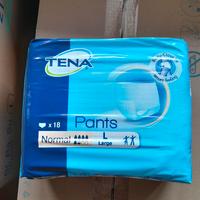 TENA
x 18
Pants
Normal
L
Large